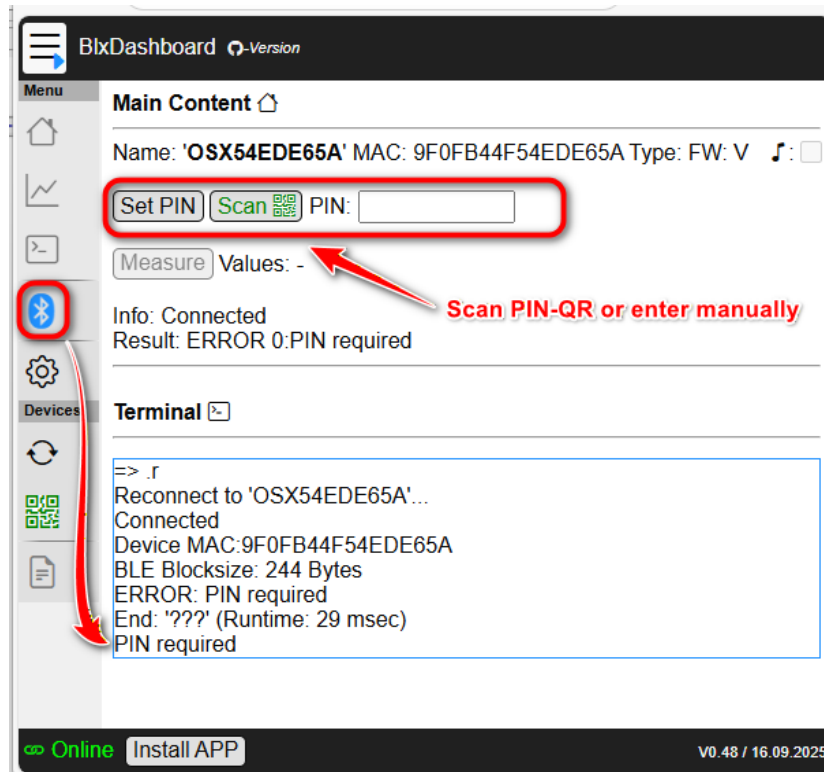 BlxDashboard -Version
Menu
Main Content
Name: 'OSX54EDE65A' MAC: 9F0FB44F54EDE65A Type: FW: V :
Set PIN Scan PIN:
Measure Values: -
Scan PIN-QR or enter manually
Info: Connected
Result: ERROR 0:PIN required
Devices
Terminal
=> .r
Reconnect to 'OSX54EDE65A'...
Connected
Device MAC:9F0FB44F54EDE65A
BLE Blocksize: 244 Bytes
ERROR: PIN required
End: '???' (Runtime: 29 msec)
PIN required
Online Install APP V0.48 / 16.09.2025